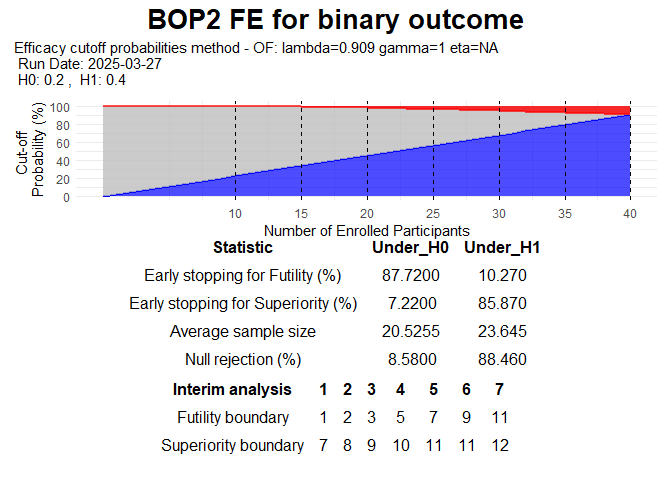 BOP2 FE for binary outcome
Efficacy cutoff probabilities method - OF: lambda=0.909 gamma=1 eta=NA
Run Date: 2025-03-27
H0: 0.2 ,  H1: 0.4
Cut-off
Probability (%)
100
80
60
40
20
0
10 15 20 25 30 35 40
Number of Enrolled Participants
Statistic Under_H0 Under_H1
Early stopping for Futility (%) 87.7200 10.270
Early stopping for Superiority (%) 7.2200 85.870
Average sample size 20.5255 23.645
Null rejection (%) 8.5800 88.460
Interim analysis 1 2 3 4 5 6 7
Futility boundary 1 2 3 5 7 9 11
Superiority boundary 7 8 9 10 11 11 12